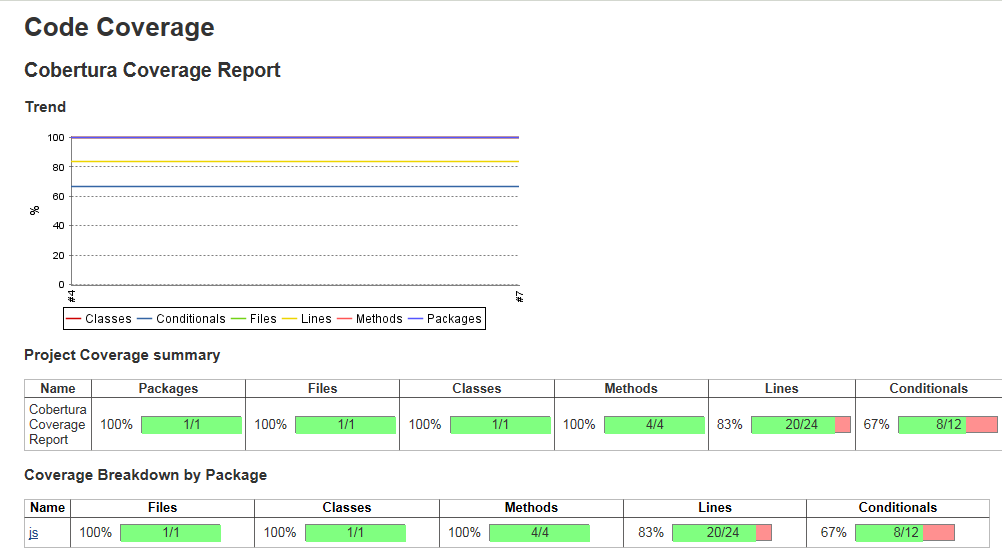 Code Coverage
Cobertura Coverage Report
Trend
100
80
60
40
20
0
%
#4 #7
Classes Conditionals Files Lines Methods Packages
Project Coverage summary
Name Packages Files Classes Methods Lines Conditionals
Cobertura
Coverage
Report
100% 1/1 100% 1/1 100% 1/1 100% 4/4 83% 20/24 67% 8/12
Coverage Breakdown by Package
Name Files Classes Methods Lines Conditionals
js 100% 1/1 100% 1/1 100% 4/4 83% 20/24 67% 8/12